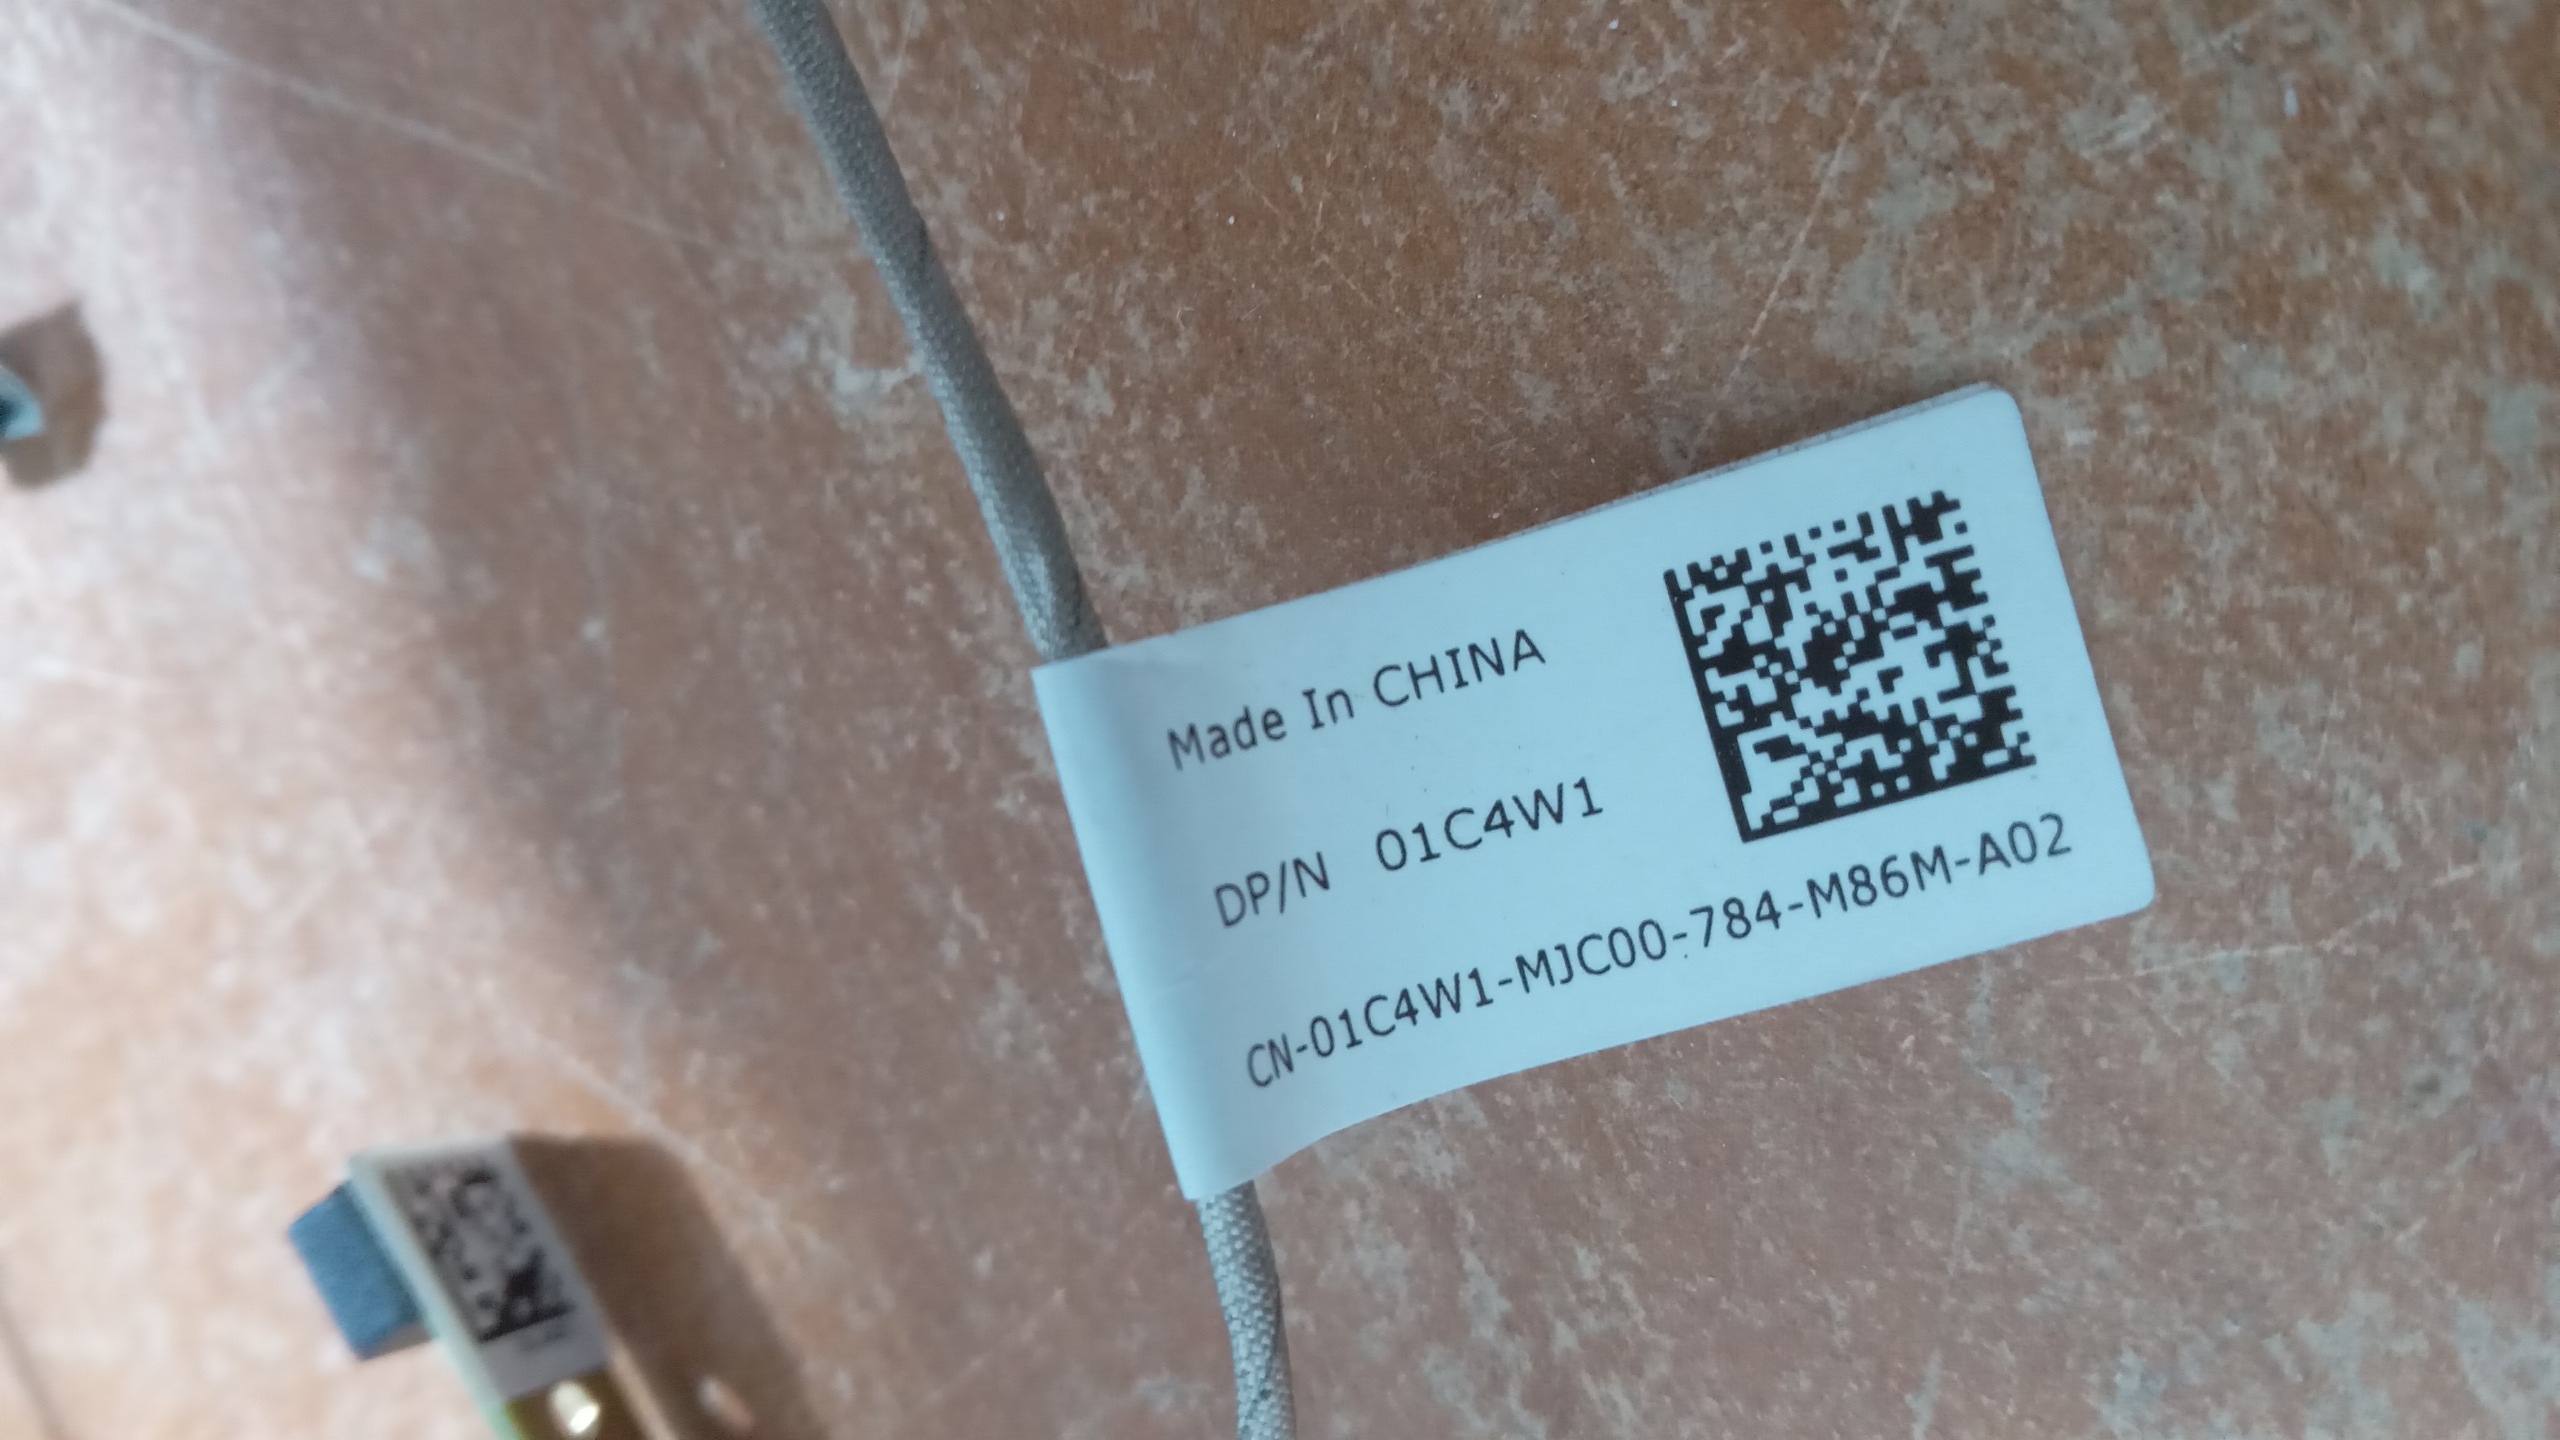 Made In CHINA
DP/N 01C4W1
CN-01C4W1-MJC00-784-M86M-A02